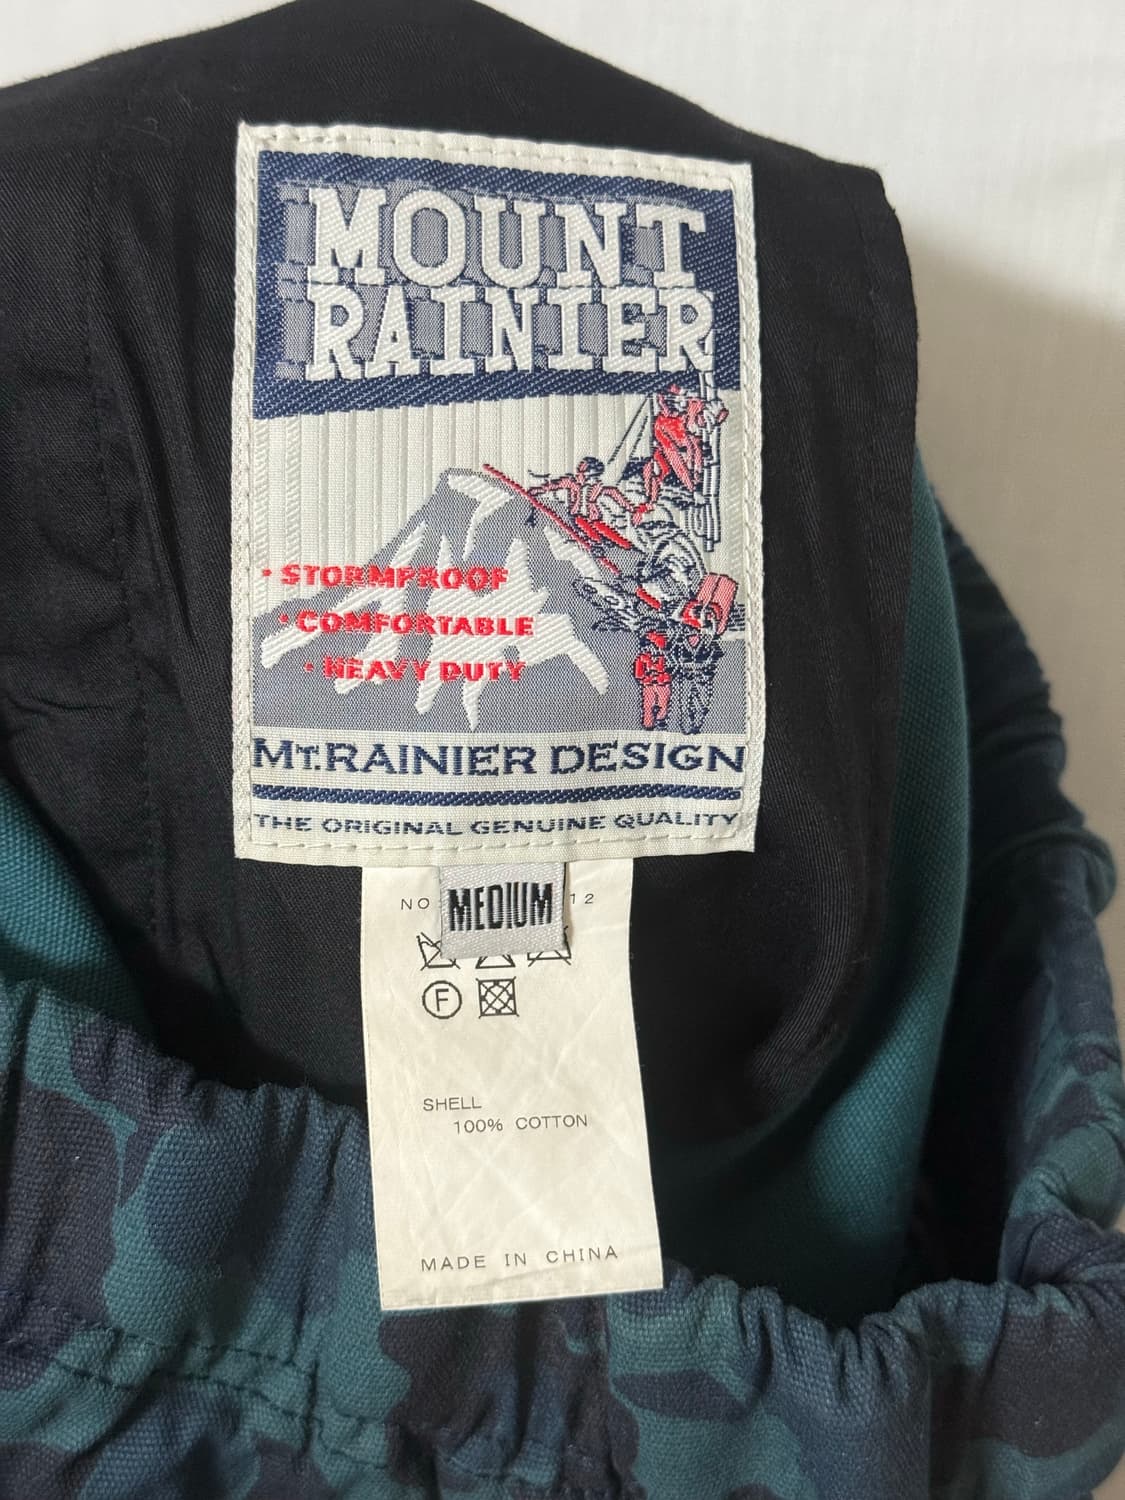 MOUNT
RAINIER
• STORMPROOF
• COMFORTABLE
• HEAVY DUTY
MT.RAINIER DESIGN
THE ORIGINAL GENUINE QUALITY
MEDIUM
NO 12
F
SHELL
100% COTTON
MADE IN CHINA